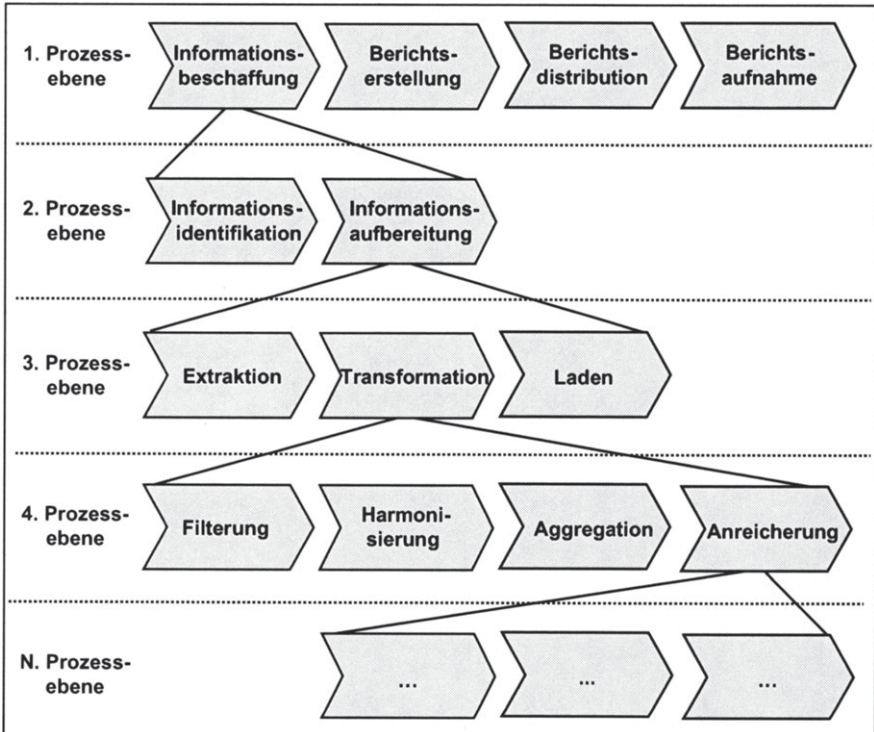 1. Prozess-
ebene
Informations-
beschaffung
Berichts-
erstellung
Berichts-
distribution
Berichts-
aufnahme
2. Prozess-
ebene
Informations-
identifikation
Informations-
aufbereitung
3. Prozess-
ebene
Extraktion
Transformation
Laden
4. Prozess-
ebene
Filterung
Harmoni-
sierung
Aggregation
Anreicherung
N. Prozess-
ebene
...
...
...